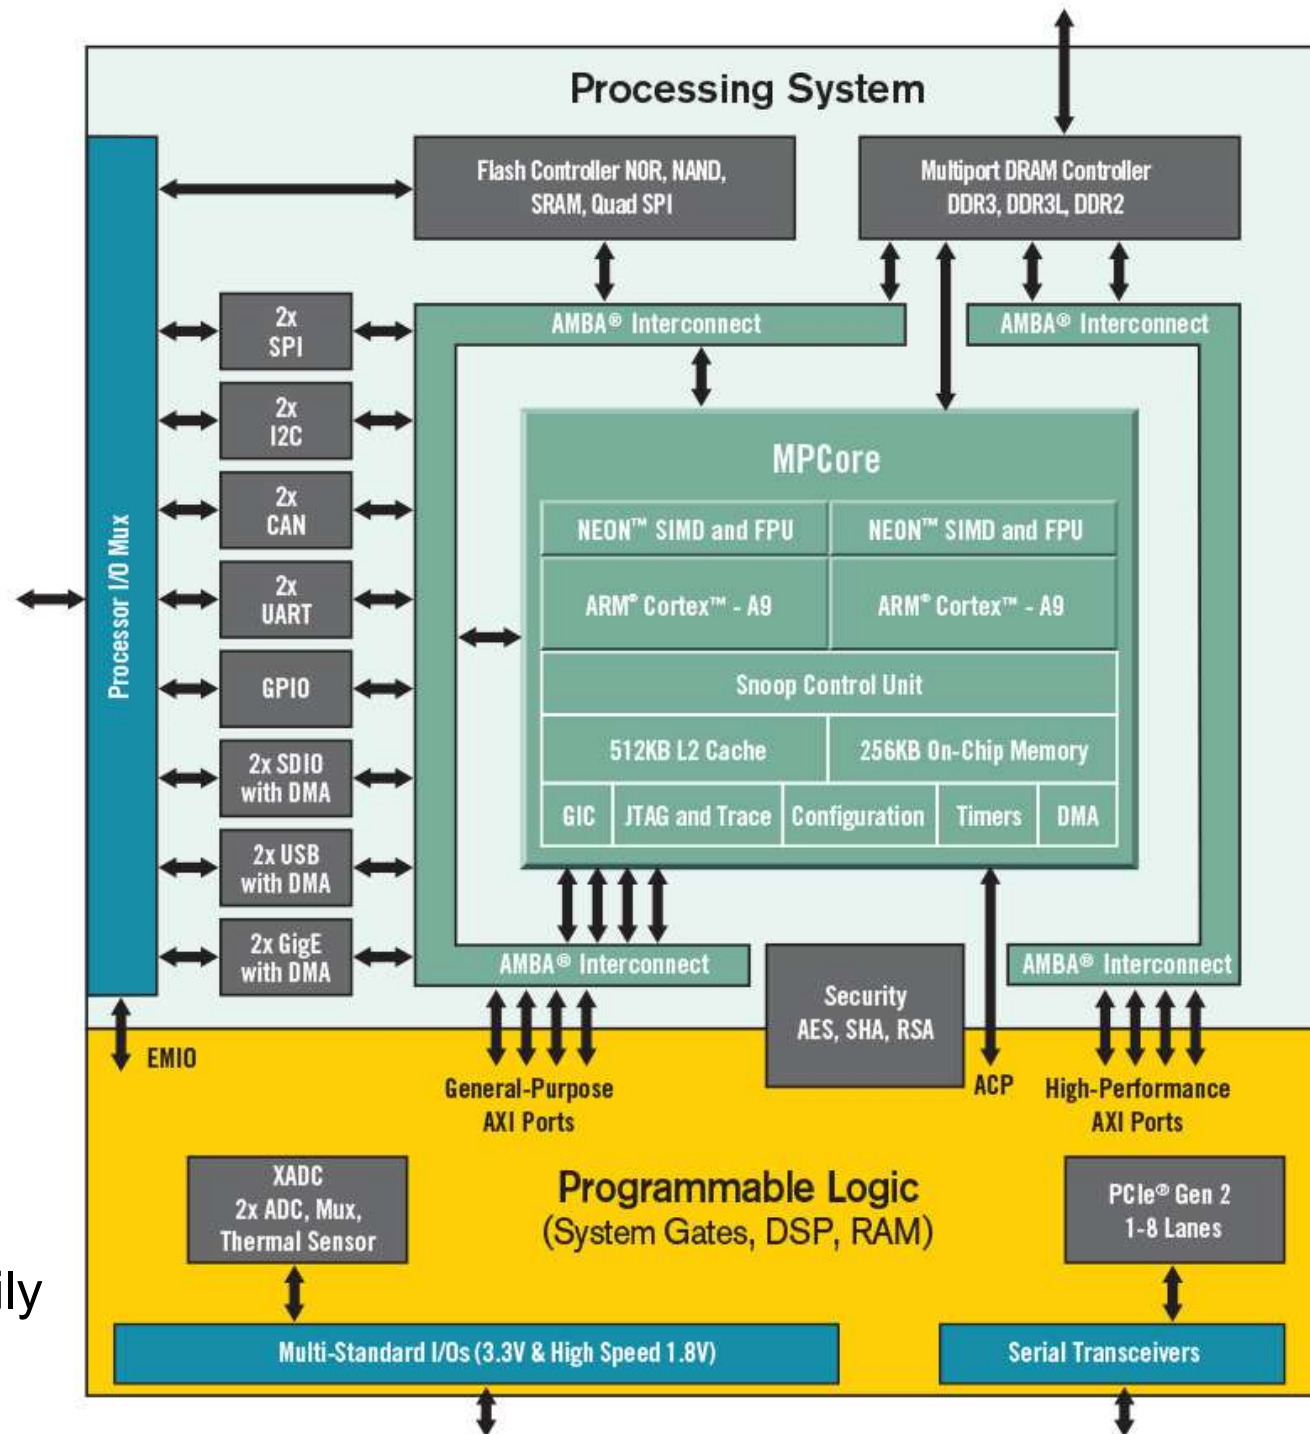 Processing System
Flash Controller NOR, NAND,
SRAM, Quad SPI
Multiport DRAM Controller
DDR3, DDR3L, DDR2
Processor I/O Mux
2x
SPI
2x
I2C
2x
CAN
2x
UART
GPIO
2x SDIO
with DMA
2x USB
with DMA
2x GigE
with DMA
AMBA® Interconnect
AMBA® Interconnect
MPCore
NEON™ SIMD and FPU
NEON™ SIMD and FPU
ARM® Cortex™ - A9
ARM® Cortex™ - A9
Snoop Control Unit
512KB L2 Cache
256KB On-Chip Memory
GIC
JTAG and Trace
Configuration
Timers
DMA
AMBA® Interconnect
AMBA® Interconnect
Security
AES, SHA, RSA
EMIO
General-Purpose
AXI Ports
ACP
High-Performance
AXI Ports
XADC
2x ADC, Mux,
Thermal Sensor
Programmable Logic
(System Gates, DSP, RAM)
PCIe® Gen 2
1-8 Lanes
ily
Multi-Standard I/Os (3.3V & High Speed 1.8V)
Serial Transceivers